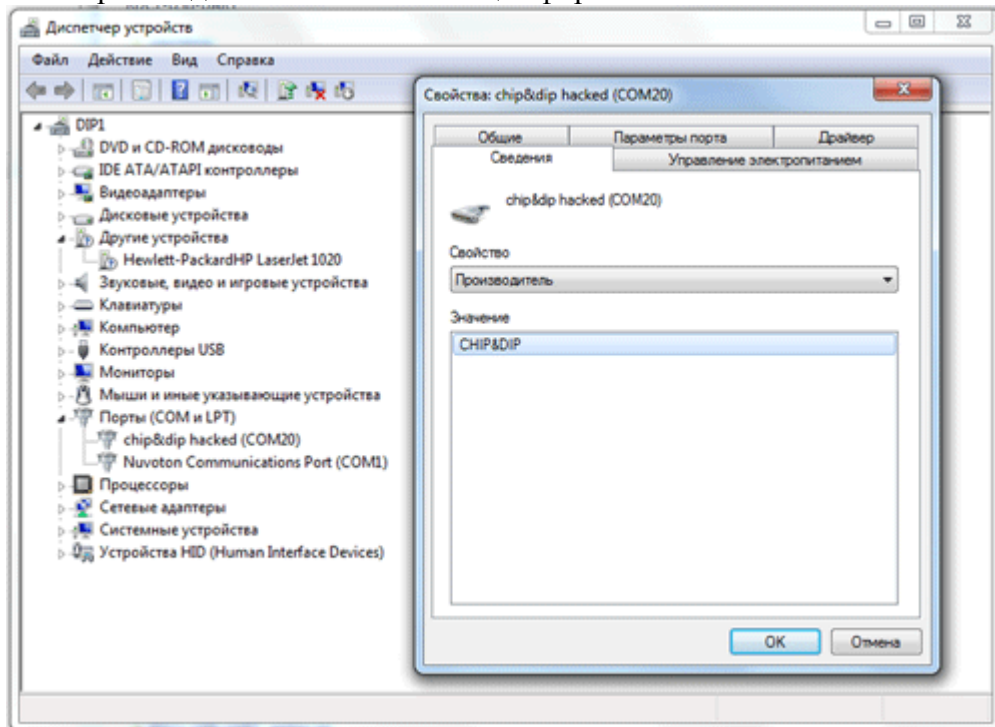 Диспетчер устройств
Файл Действие Вид Справка
DIP1
DVD и CD-ROM дисководы
IDE ATA/ATAPI контроллеры
Видеоадаптеры
Дисковые устройства
Другие устройства
Hewlett-PackardHP LaserJet 1020
Звуковые, видео и игровые устройства
Клавиатуры
Компьютер
Контроллеры USB
Мониторы
Мыши и иные указывающие устройства
Порты (COM и LPT)
chip&dip hacked (COM20)
Nuvoton Communications Port (COM1)
Процессоры
Сетевые адаптеры
Системные устройства
Устройства HID (Human Interface Devices)
Свойства: chip&dip hacked (COM20)
Общие Параметры порта Драйвер
Сведения Управление электропитанием
chip&dip hacked (COM20)
Свойство
Производитель
Значение
CHIP&DIP
OK Отмена